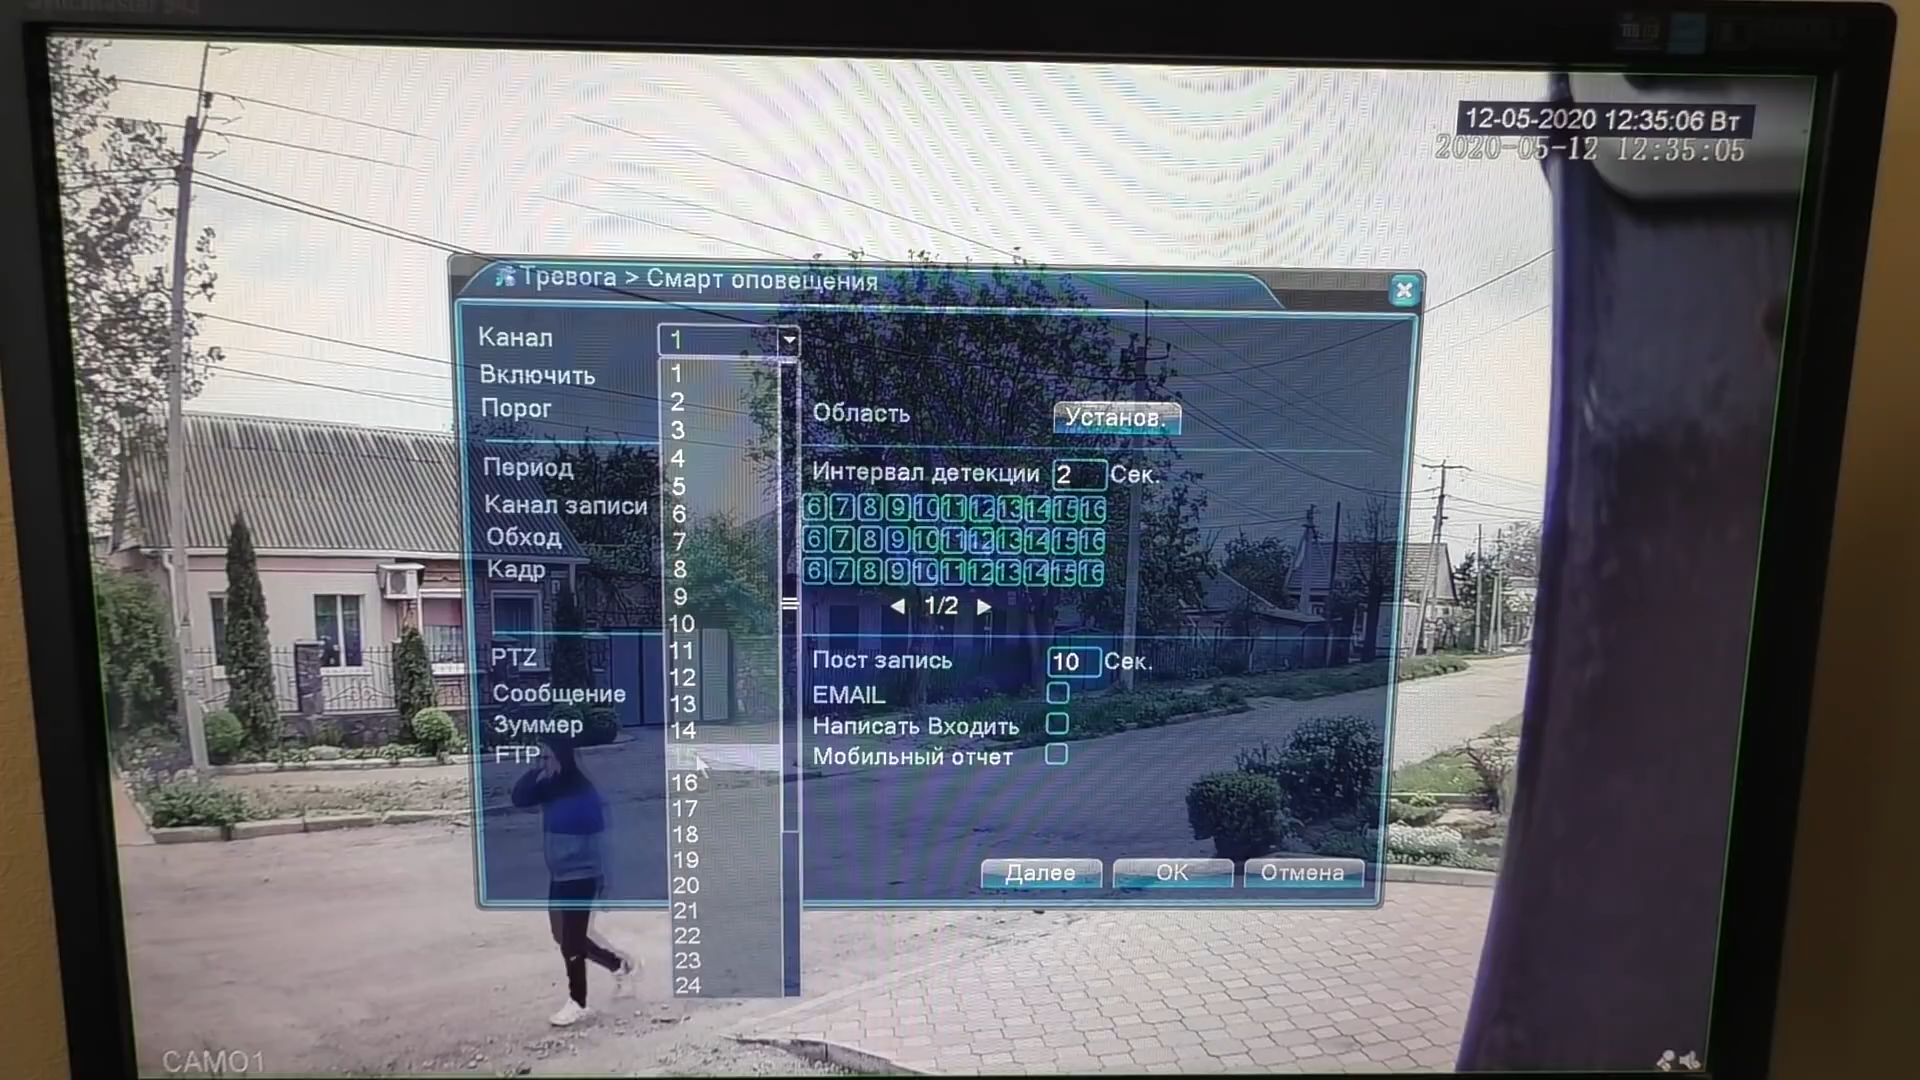 12-05-2020 12:35:06 Вт
2020-05-12 12:35:05
Тревога > Смарт оповещения
Канал 1
Включить
Порог
Область Установ.
Период
Интервал детекции 2 Сек.
Канал записи 6 7 8 9 10 11 12 13 14 15 16
Обход 6 7 8 9 10 11 12 13 14 15 16
Кадр 6 7 8 9 10 11 12 13 14 15 16
1/2
PTZ
Пост запись 10 Сек.
Сообщение
EMAIL
Зуммер
Написать Входить
FTP
Мобильный отчет
1
2
3
4
5
6
7
8
9
10
11
12
13
14
16
17
18
19
20
21
22
23
24
Далее OK Отмена
CAM01